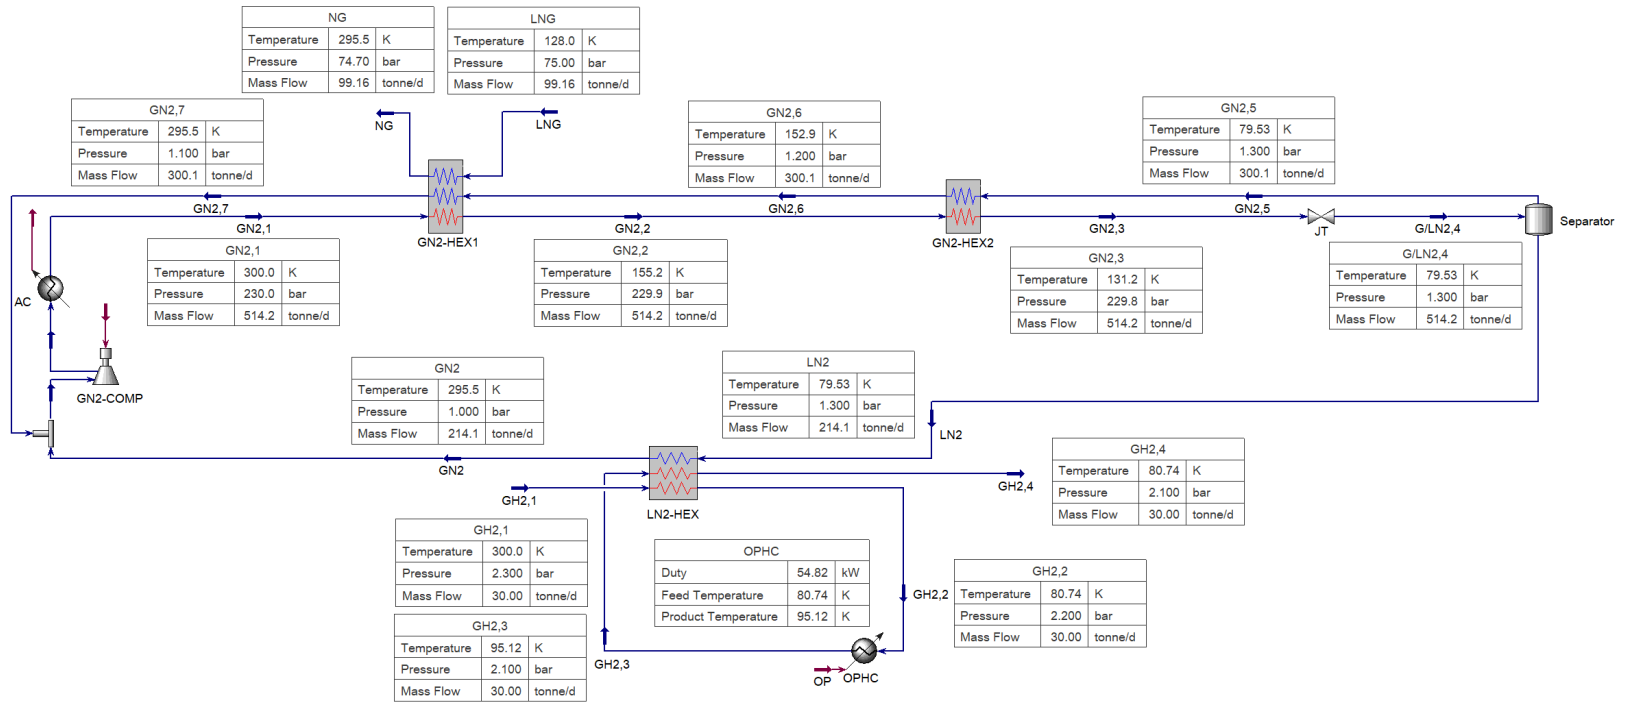 NG
Temperature 295.5 K
Pressure 74.70 bar
Mass Flow 99.16 tonne/d
LNG
Temperature 128.0 K
Pressure 75.00 bar
Mass Flow 99.16 tonne/d
GN2,7
Temperature 295.5 K
Pressure 1.100 bar
Mass Flow 300.1 tonne/d
NG
LNG
GN2,6
Temperature 152.9 K
Pressure 1.200 bar
Mass Flow 300.1 tonne/d
GN2,5
Temperature 79.53 K
Pressure 1.300 bar
Mass Flow 300.1 tonne/d
GN2,7
GN2,6
GN2,5
GN2,1
GN2-HEX1
GN2,2
GN2-HEX2
GN2,3
JT
G/LN2,4
Separator
GN2,1
Temperature 300.0 K
Pressure 230.0 bar
Mass Flow 514.2 tonne/d
GN2,2
Temperature 155.2 K
Pressure 229.9 bar
Mass Flow 514.2 tonne/d
GN2,3
Temperature 131.2 K
Pressure 229.8 bar
Mass Flow 514.2 tonne/d
G/LN2,4
Temperature 79.53 K
Pressure 1.300 bar
Mass Flow 514.2 tonne/d
AC
GN2-COMP
GN2
Temperature 295.5 K
Pressure 1.000 bar
Mass Flow 214.1 tonne/d
LN2
Temperature 79.53 K
Pressure 1.300 bar
Mass Flow 214.1 tonne/d
LN2
GN2
GH2,1
LN2-HEX
GH2,4
GH2,4
Temperature 80.74 K
Pressure 2.100 bar
Mass Flow 30.00 tonne/d
GH2,1
Temperature 300.0 K
Pressure 2.300 bar
Mass Flow 30.00 tonne/d
OPHC
Duty 54.82 kW
Feed Temperature 80.74 K
Product Temperature 95.12 K
GH2,2
GH2,2
Temperature 80.74 K
Pressure 2.200 bar
Mass Flow 30.00 tonne/d
GH2,3
Temperature 95.12 K
Pressure 2.100 bar
Mass Flow 30.00 tonne/d
GH2,3
OP
OPHC